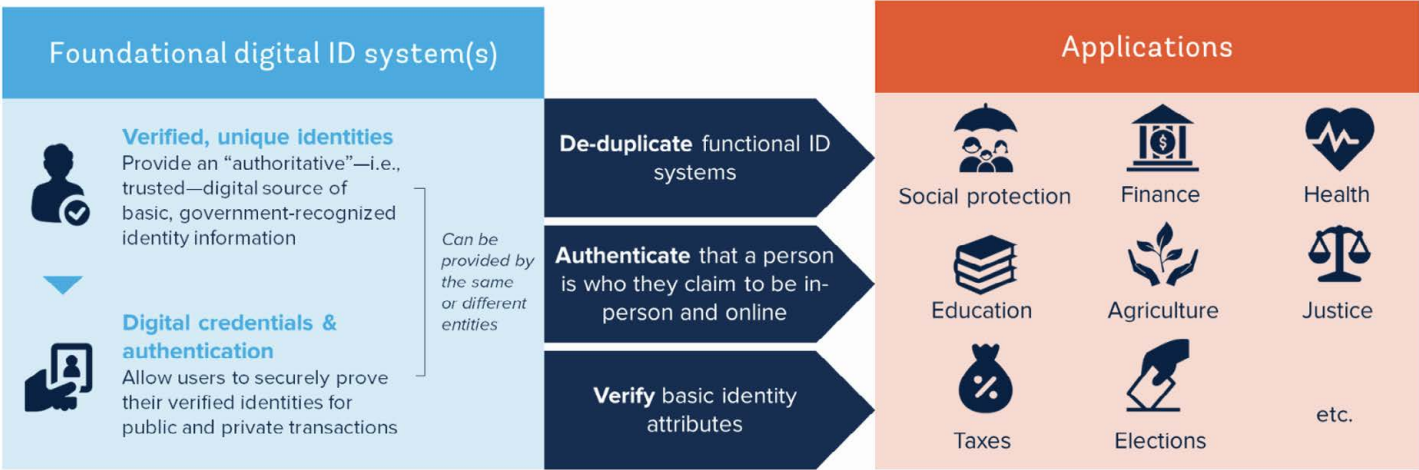 Foundational digital ID system(s)
Verified, unique identities
Provide an “authoritative”—i.e.,
trusted—digital source of
basic, government-recognized
identity information
Digital credentials &
authentication
Allow users to securely prove
their verified identities for
public and private transactions
Can be
provided by
the same
or different
entities
De-duplicate functional ID
systems
Authenticate that a person
is who they claim to be in-
person and online
Verify basic identity
attributes
Applications
Social protection
Finance
Health
Education
Agriculture
Justice
Taxes
Elections
etc.